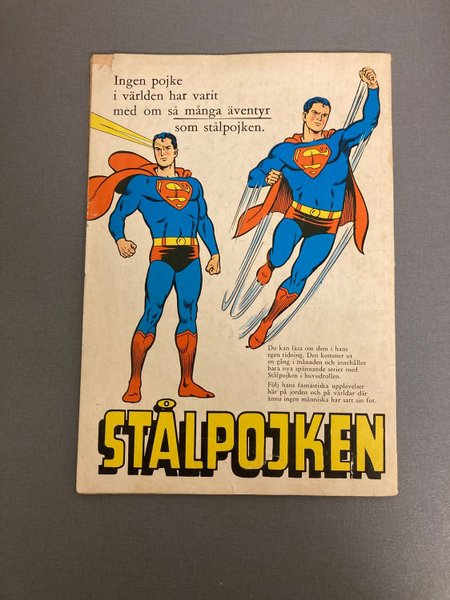 Ingen pojke
i världen har varit
med om så många äventyr
som stålpojken.
S
S
Du kan läsa om dem i hans
egen tidning. Den kommer ut
en gång i månaden och innehåller
bara nya spännande serier med
Stålpojken i huvudrollen.
Följ hans fantastiska upplevelser
här på jorden och på världar där
ännu ingen människa har satt sin fot.
STÅLPOJKEN